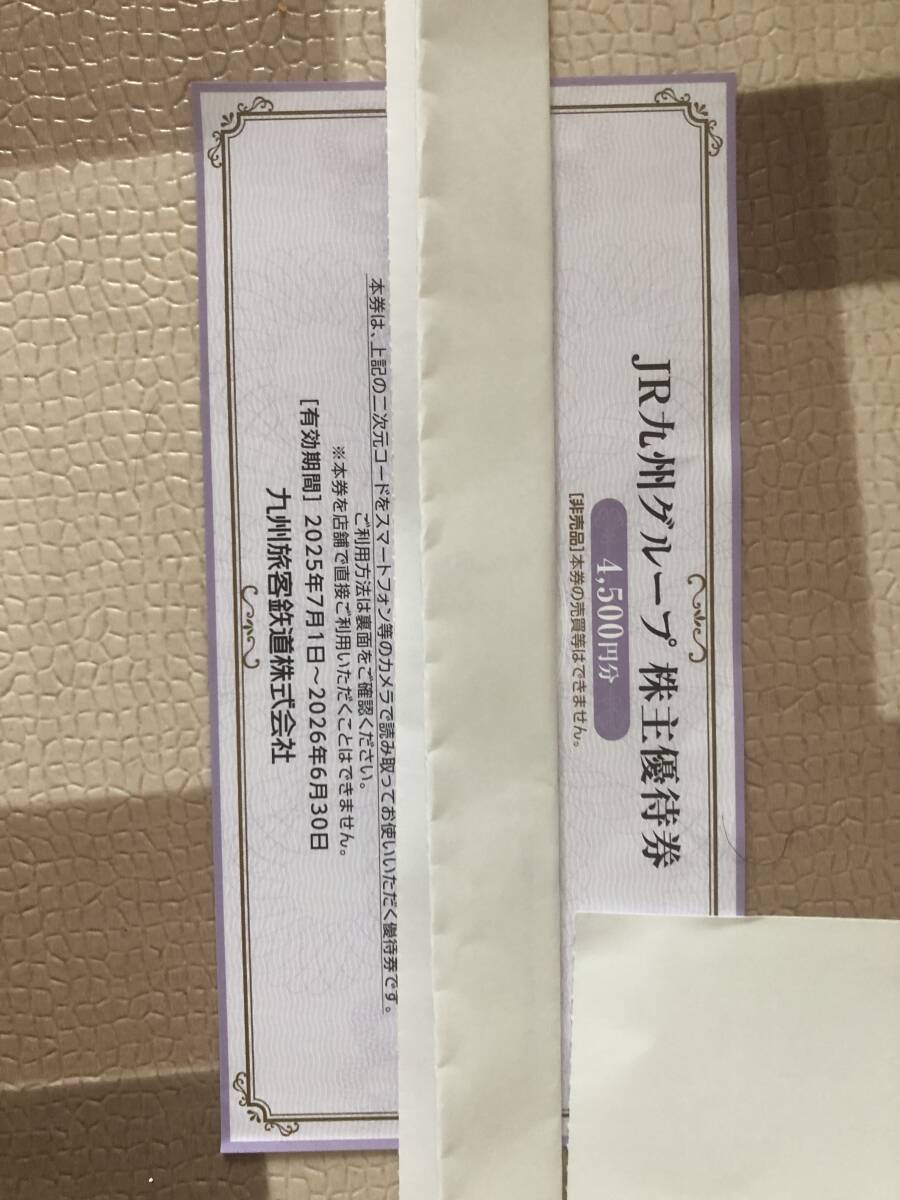 JR九州グループ 株主優待券
4,500円分
[非売品]本券の売買等はできません。
本券は、上記の二次元コードをスマートフォン等のカメラで読み取ってお使いいただく優待券です。
ご利用方法は裏面をご確認ください。
※本券を店舗で直接ご利用いただくことはできません。
[有効期間] 2025年7月1日～2026年6月30日
九州旅客鉄道株式会社